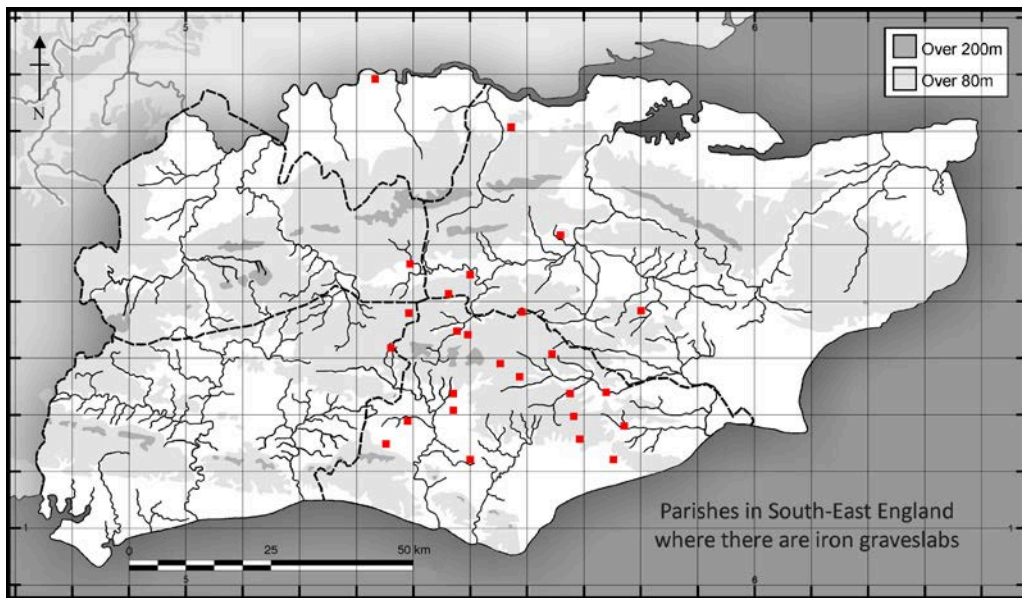 5
6
Over 200m
Over 80m
N
Parishes in South-East England
where there are iron graveslabs
1
1
0
25
50 km
5
6